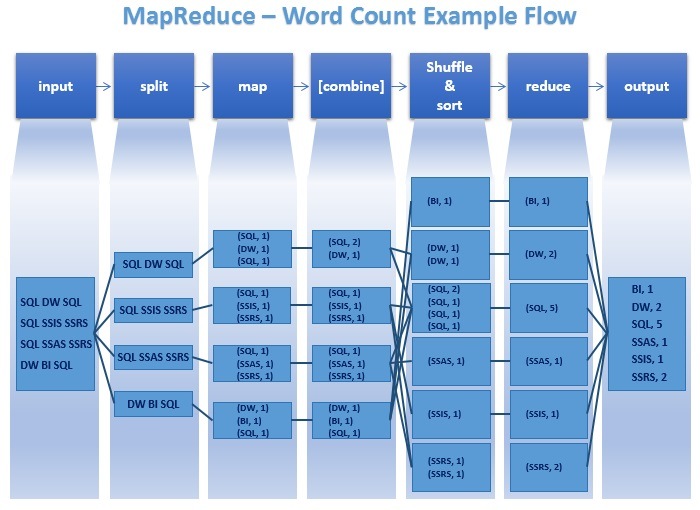 MapReduce – Word Count Example Flow
input
split
map
[combine]
Shuffle
&
sort
reduce
output
SQL DW SQL
SQL SSIS SSRS
SQL SSAS SSRS
DW BI SQL
SQL DW SQL
SQL SSIS SSRS
SQL SSAS SSRS
DW BI SQL
(SQL, 1)
(DW, 1)
(SQL, 1)
(SQL, 1)
(SSIS, 1)
(SSRS, 1)
(SQL, 1)
(SSAS, 1)
(SSRS, 1)
(DW, 1)
(BI, 1)
(SQL, 1)
(SQL, 2)
(DW, 1)
(SQL, 1)
(SSIS, 1)
(SSRS, 1)
(SQL, 1)
(SSAS, 1)
(SSRS, 1)
(DW, 1)
(BI, 1)
(SQL, 1)
(BI, 1)
(DW, 1)
(DW, 1)
(SQL, 2)
(SQL, 1)
(SQL, 1)
(SQL, 1)
(SSAS, 1)
(SSIS, 1)
(SSRS, 1)
(SSRS, 1)
(BI, 1)
(DW, 2)
(SQL, 5)
(SSAS, 1)
(SSIS, 1)
(SSRS, 2)
BI, 1
DW, 2
SQL, 5
SSAS, 1
SSIS, 1
SSRS, 2